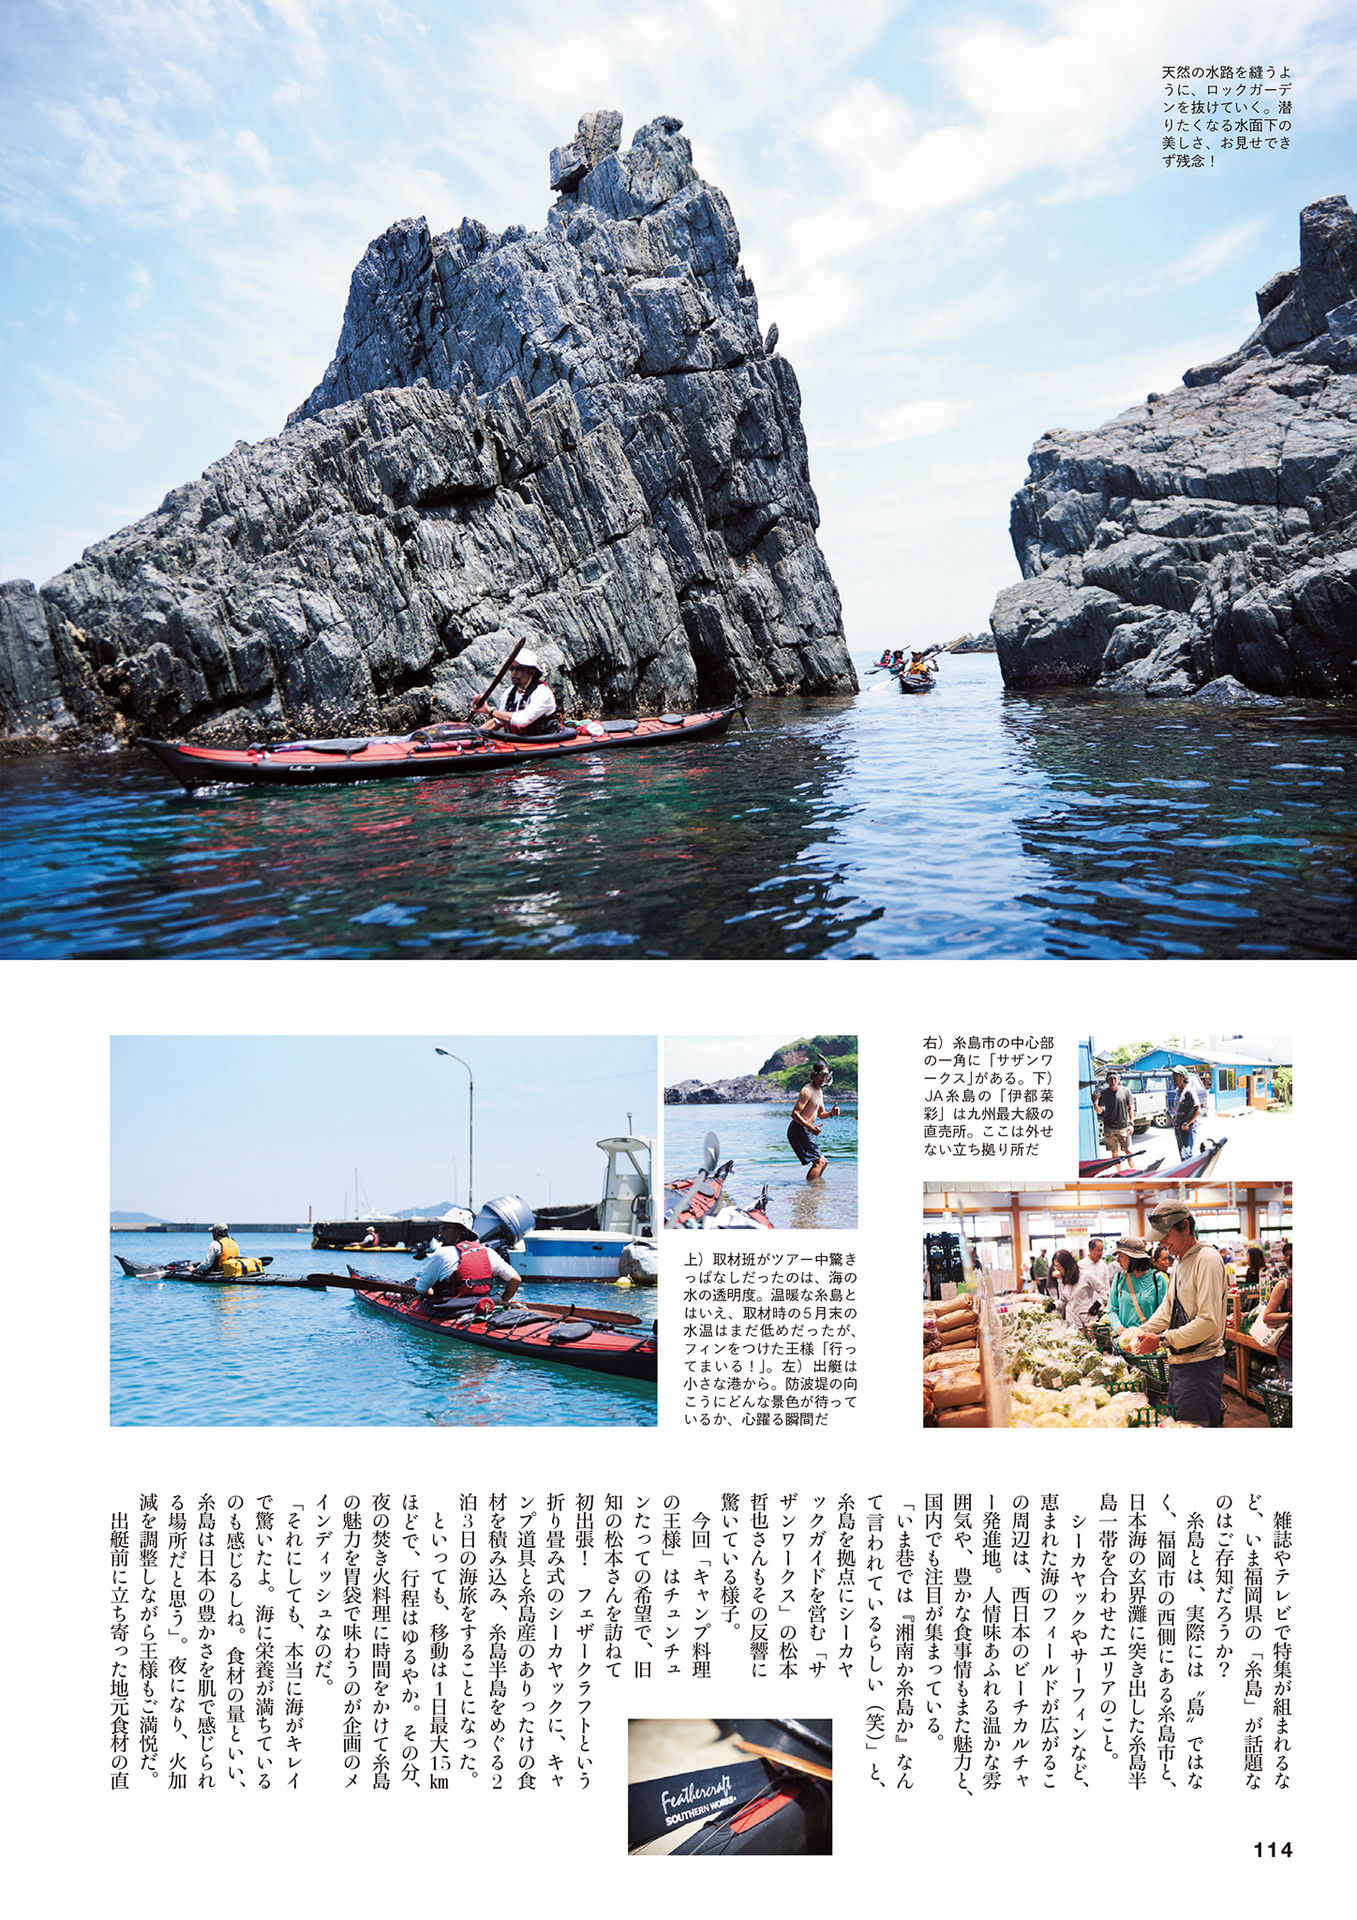 天然の水路を縫うよ
うに、ロックガーデ
ンを抜けていく。潜
りたくなる水面下の
美しさ、お見せでき
ず残念！
Feathercraft
右）糸島市の中心部
の一角に「サザンワ
ークス」がある。下）
JA糸島の「伊都菜
彩」は九州最大級の
直売所。ここは外せ
ない立ち拠り所だ
上）取材班がツアー中驚き
っぱなしだったのは、海の
水の透明度。温暖な糸島と
はいえ、取材時の5月末の
水温はまだ低めだったが、
フィンをつけた王様「行っ
てまいる！」。左）出艇は
小さな港から。防波堤の向
こうにどんな景色が待って
いるか、心躍る瞬間だ
雑誌やテレビで特集が組まれるな
ど、いま福岡県の「糸島」が話題な
のはご存知だろうか？
糸島とは、実際には〝島〟ではな
く、福岡市の西側にある糸島市と、
日本海の玄界灘に突き出した糸島半
島一帯を合わせたエリアのこと。
シーカヤックやサーフィンなど、
恵まれた海のフィールドが広がるこ
の周辺は、西日本のビーチカルチャ
ー発進地。人情味あふれる温かな雰
囲気や、豊かな食事情もまた魅力と、
国内でも注目が集まっている。
「いま巷では『湘南か糸島か』なん
て言われているらしい（笑）」と、
糸島を拠点にシーカヤ
ックガイドを営む「サ
ザンワークス」の松本
哲也さんもその反響に
驚いている様子。
今回「キャンプ料理
の王様」はチュンチュ
ンたっての希望で、旧
知の松本さんを訪ねて
初出張！　フェザークラフトという
折り畳み式のシーカヤックに、キャ
ンプ道具と糸島産のありったけの食
材を積み込み、糸島半島をめぐる2
泊3日の海旅をすることになった。
といっても、移動は1日最大15㎞
ほどで、行程はゆるやか。その分、
夜の焚き火料理に時間をかけて糸島
の魅力を胃袋で味わうのが企画のメ
インディッシュなのだ。
「それにしても、本当に海がキレイ
で驚いたよ。海に栄養が満ちている
のも感じるしね。食材の量といい、
糸島は日本の豊かさを肌で感じられ
る場所だと思う」。夜になり、火加
減を調整しながら王様もご満悦だ。
出艇前に立ち寄った地元食材の直
Feathercraft
SOUTHERN WORKS
114